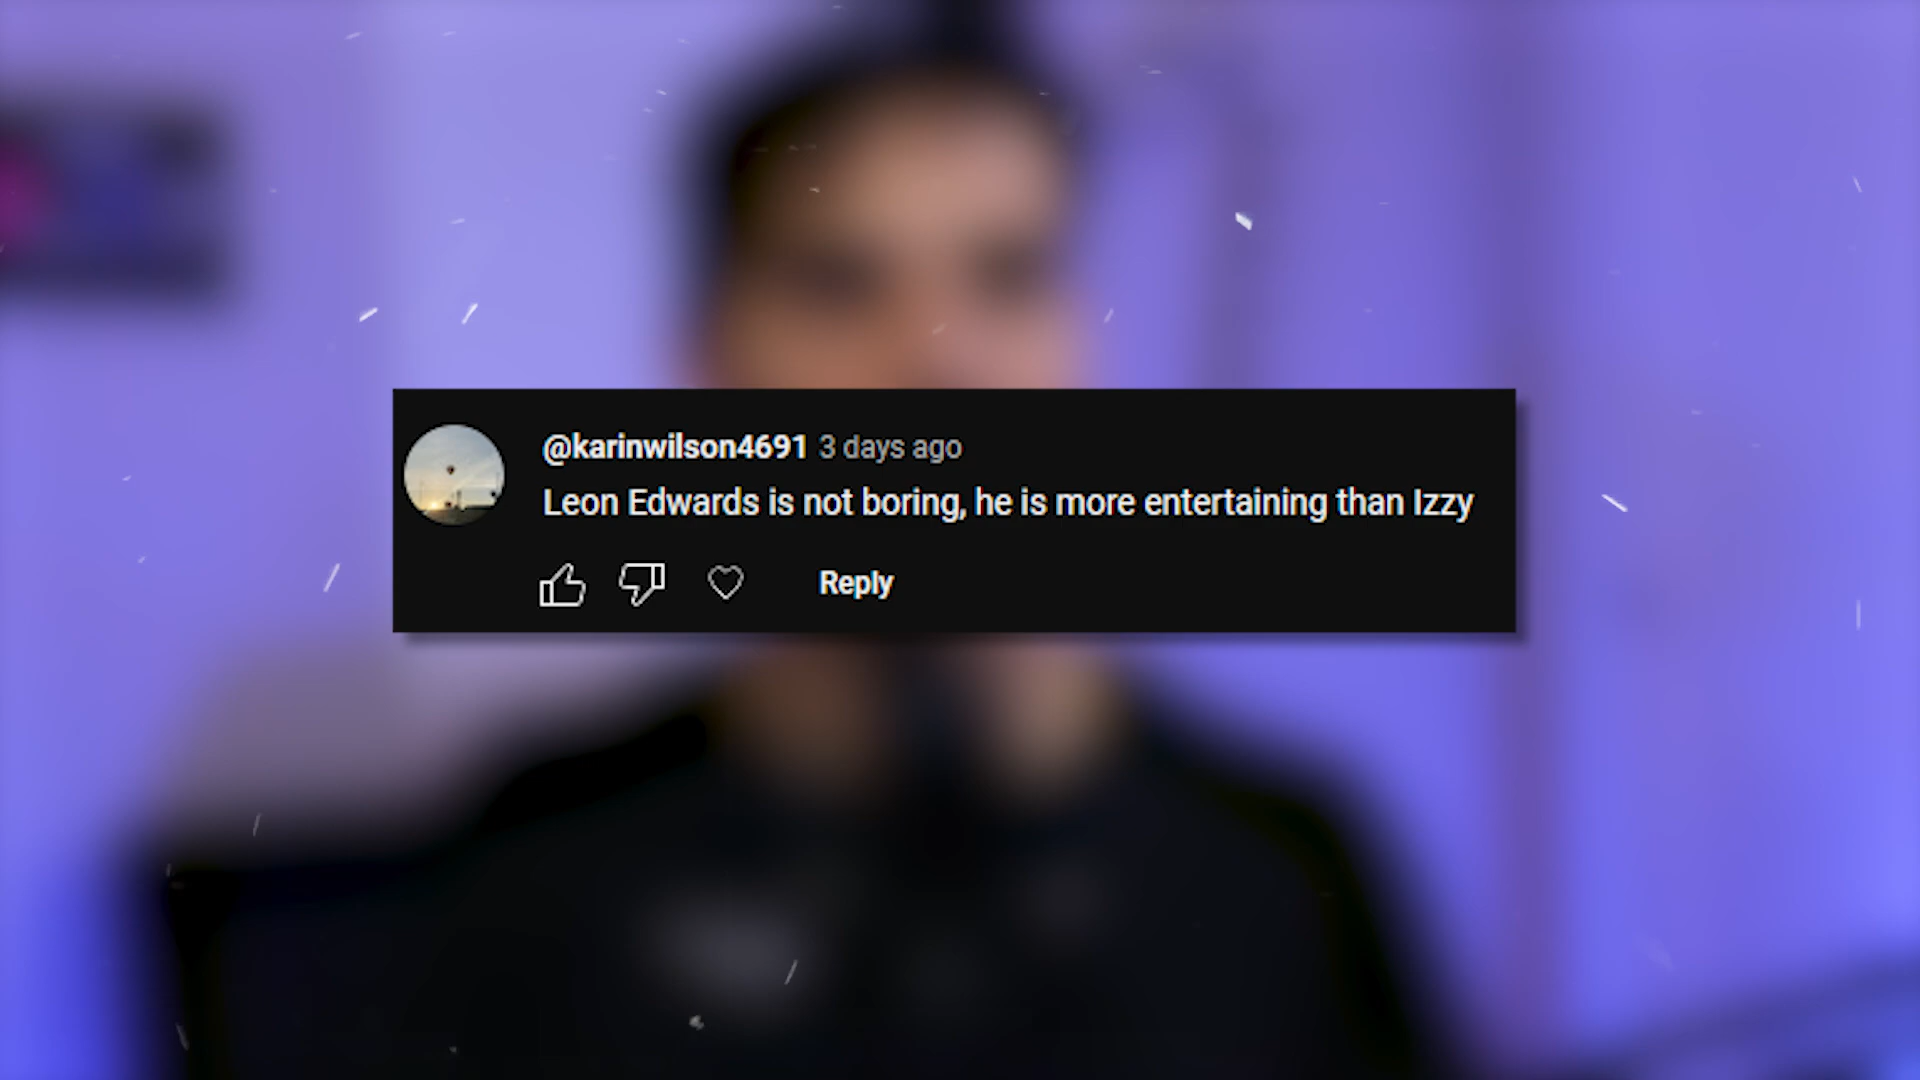 @karinwilson4691 3 days ago
Leon Edwards is not boring, he is more entertaining than Izzy
Reply